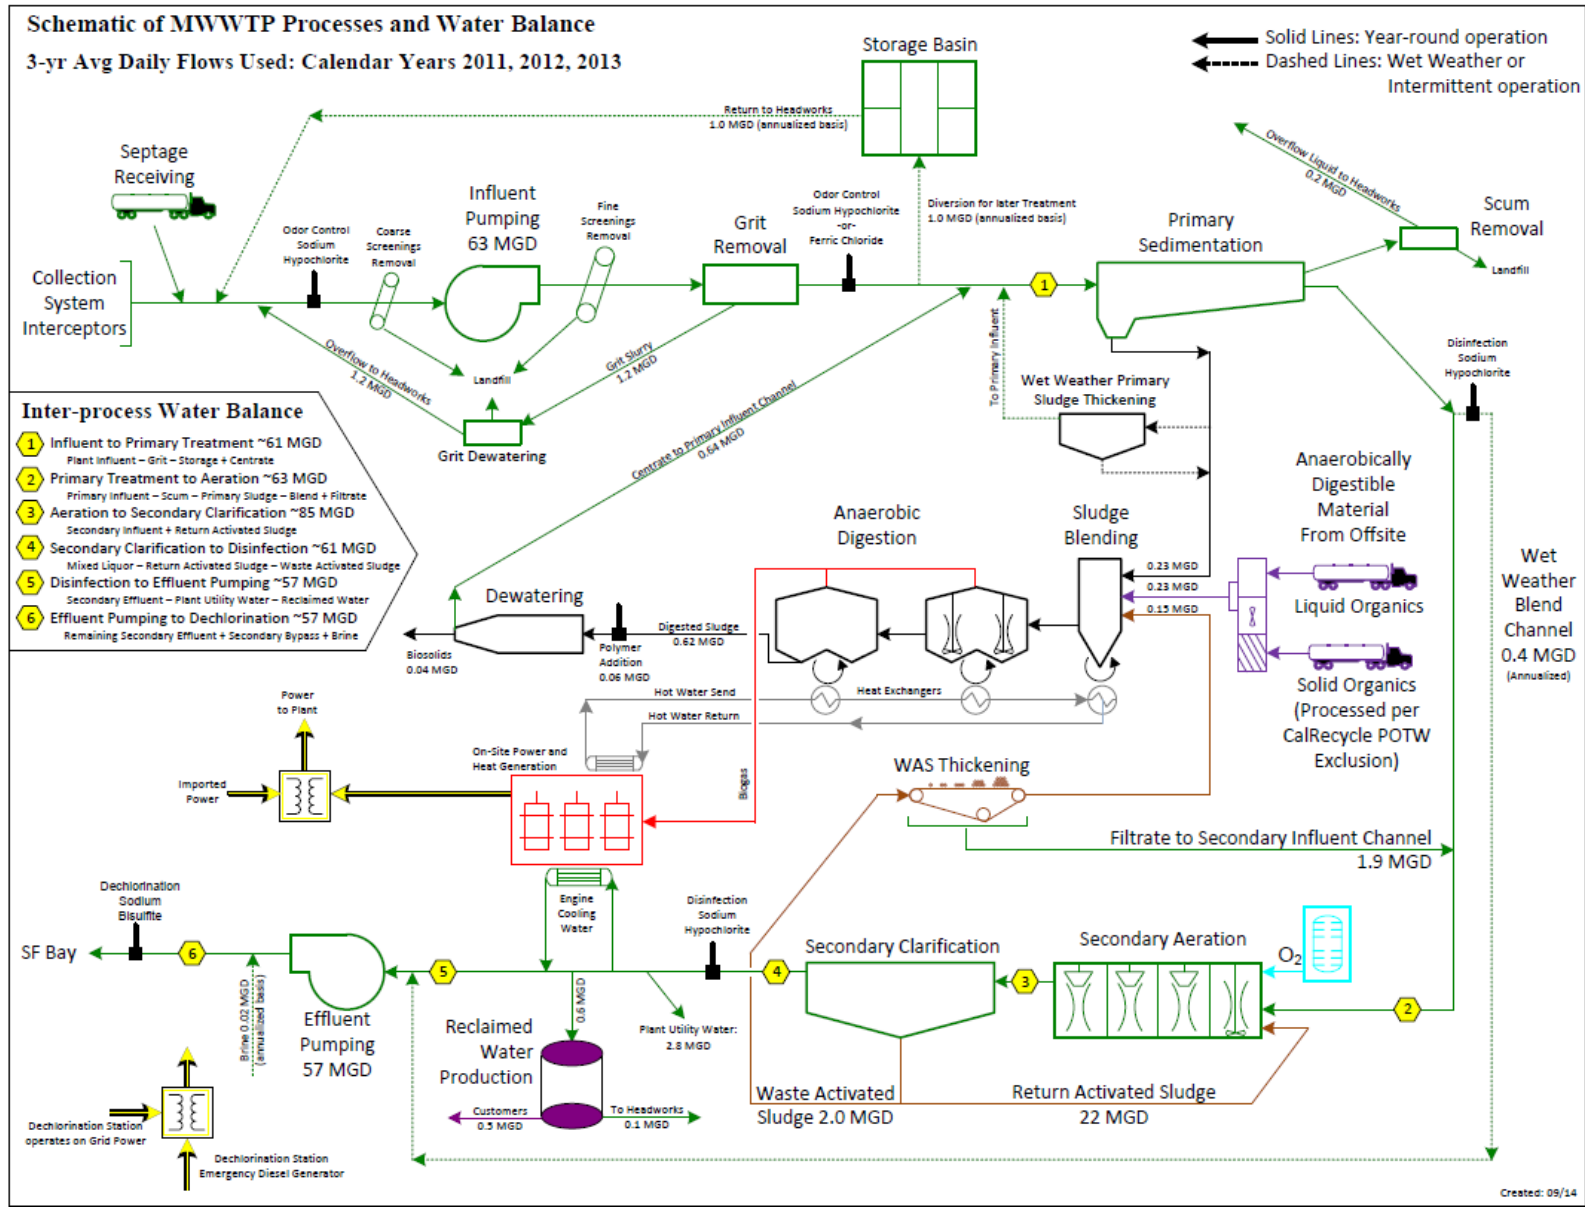 Schematic of MWWTP Processes and Water Balance
3-yr Avg Daily Flows Used: Calendar Years 2011, 2012, 2013
Solid Lines: Year-round operation
Dashed Lines: Wet Weather or
Intermittent operation
Storage Basin
Return to Headworks
1.0 MGD (annualized basis)
Septage
Receiving
Influent
Pumping
63 MGD
Fine
Screenings
Removal
Odor Control
Sodium
Hypochlorite
Coarse
Screenings
Removal
Grit
Removal
Odor Control
Sodium Hypochlorite
-or-
Ferric Chloride
Diversion for later Treatment
1.0 MGD (annualized basis)
Primary
Sedimentation
Overflow Liquid to Headworks
0.2 MGD
Scum
Removal
Landfill
Collection
System
Interceptors
1
Overflow to Headworks
1.2 MGD
Landfill
Grit Slurry
1.2 MGD
Grit Dewatering
Centrate to Primary Influent Channel
0.64 MGD
To Primary Influent
Wet Weather Primary
Sludge Thickening
Disinfection
Sodium
Hypochlorite
Inter-process Water Balance
1 Influent to Primary Treatment ~61 MGD
Plant Influent – Grit – Storage + Centrate
2 Primary Treatment to Aeration ~63 MGD
Primary Influent – Scum – Primary Sludge – Blend + Filtrate
3 Aeration to Secondary Clarification ~85 MGD
Secondary Influent + Return Activated Sludge
4 Secondary Clarification to Disinfection ~61 MGD
Mixed Liquor – Return Activated Sludge – Waste Activated Sludge
5 Disinfection to Effluent Pumping ~57 MGD
Secondary Effluent – Plant Utility Water – Reclaimed Water
6 Effluent Pumping to Dechlorination ~57 MGD
Remaining Secondary Effluent + Secondary Bypass + Brine
Anaerobic
Digestion
Sludge
Blending
Anaerobically
Digestible
Material
From Offsite
0.23 MGD
0.23 MGD
0.15 MGD
Liquid Organics
Solid Organics
(Processed per
CalRecycle POTW
Exclusion)
Wet
Weather
Blend
Channel
0.4 MGD
(Annualized)
Dewatering
Biosolids
0.04 MGD
Polymer
Addition
0.06 MGD
Digested Sludge
0.62 MGD
Hot Water Send
Heat Exchangers
Hot Water Return
Power
to Plant
Imported
Power
On-Site Power and
Heat Generation
Biogas
WAS Thickening
Filtrate to Secondary Influent Channel
1.9 MGD
Engine
Cooling
Water
Dechlorination
Sodium
Bisulfite
SF Bay
6
Brine 0.02 MGD
(annualized basis)
Effluent
Pumping
57 MGD
5
0.6 MGD
Plant Utility Water:
2.8 MGD
Disinfection
Sodium
Hypochlorite
4
Secondary Clarification
3
Secondary Aeration
O2
2
Reclaimed
Water
Production
Customers
0.5 MGD
To Headworks
0.1 MGD
Waste Activated
Sludge 2.0 MGD
Return Activated Sludge
22 MGD
Dechlorination Station
operates on Grid Power
Dechlorination Station
Emergency Diesel Generator
Created: 09/14